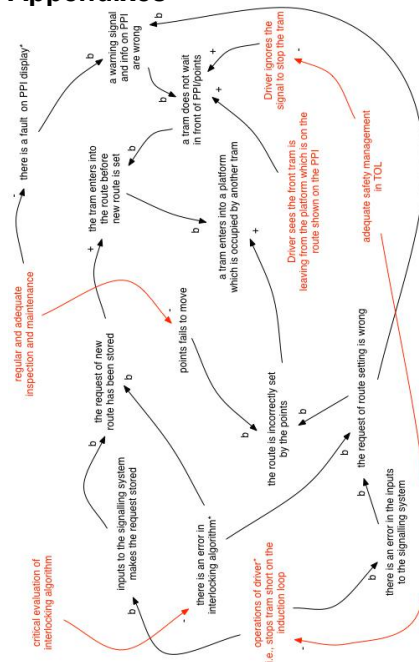 Appendixes
critical evaluation of
interlocking algorithm
regular and adequate
inspection and maintenance
-
there is a fault on PPI display*
b
inputs to the signalling system
makes the request stored
b
the request of new
route has been stored
b
+
the tram enters into
the route before
new route is set
b
a warning signal
and info on PPI
are wrong
b
b
-
there is an error in
interlocking algorithm*
-
points fails to move
b
a tram does not wait
in front of PPI/points
+
+
operations of driver*
i.e., stops tram short on the
induction loop
-
b
the route is incorrectly set
by the points
b
b
a tram enters into a platform
which is occupied by another tram
+
Driver ignores the
signal to stop the tram
-
there is an error in the inputs
to the signalling system
b
the request of route setting is wrong
b
b
Driver sees the front tram is
leaving from the platform which is on the
route shown on the PPI
adequate safety management
in TOL